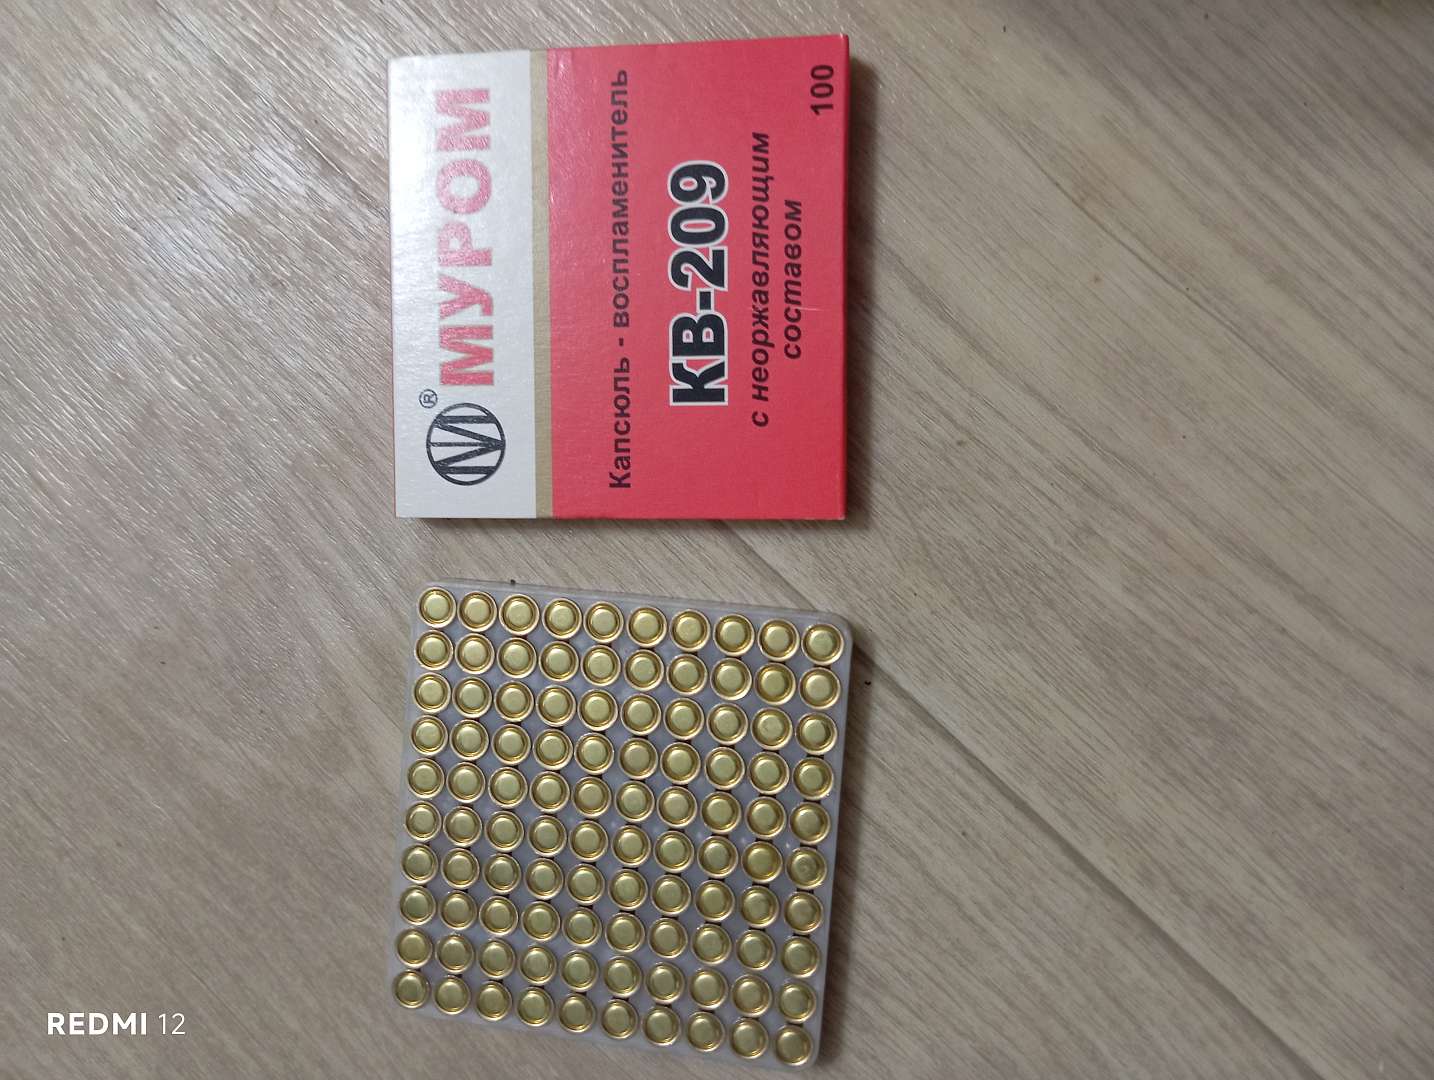 ® МУРОМ
Капсюль - воспламенитель
КВ-209
с неоржавляющим
составом
100
REDMI 12